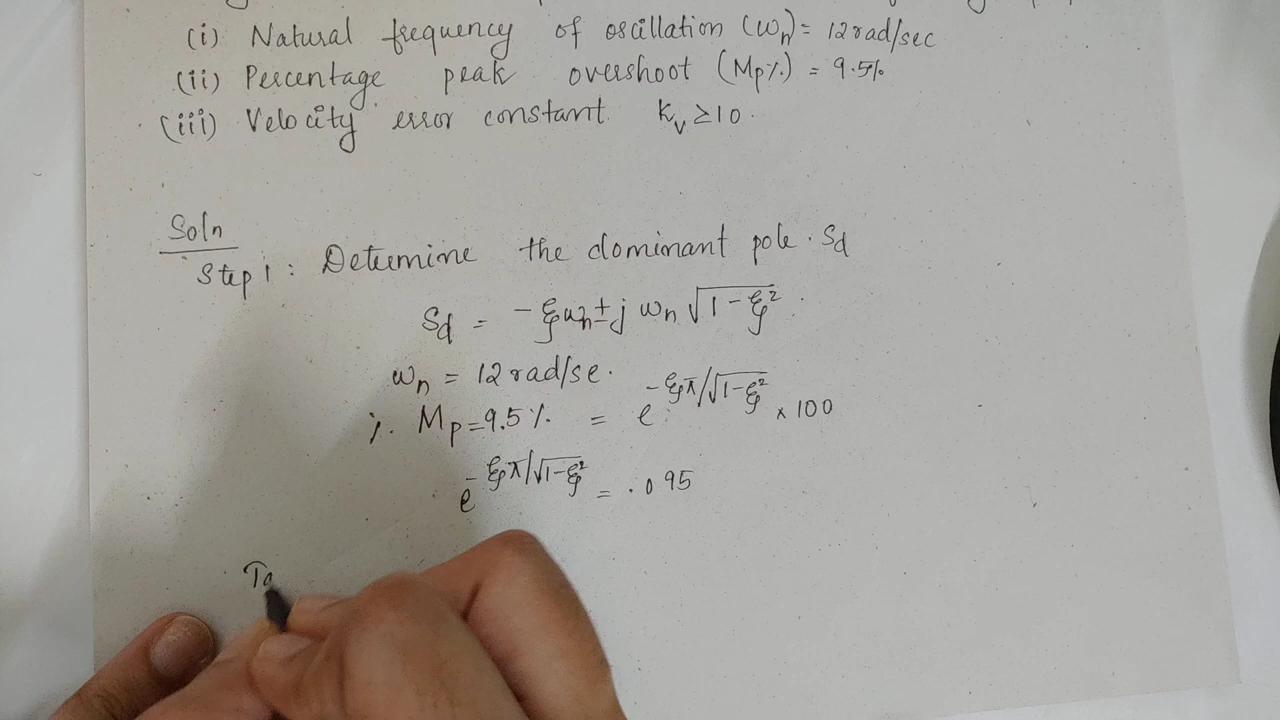 (i) Natural frequency of oscillation (ωn) = 12 rad/sec
(ii) Percentage peak overshoot (Mp%) = 9.5%
(iii) Velocity error constant Kv ≥ 10.
Soln
Step 1: Determine the dominant pole. Sd
Sd = -ξωn ± j ωn √1-ξ²
ωn = 12 rad/se.
%. Mp = 9.5% = e^-ξπ/√1-ξ² × 100
e^-ξπ/√1-ξ² = .095
Ta